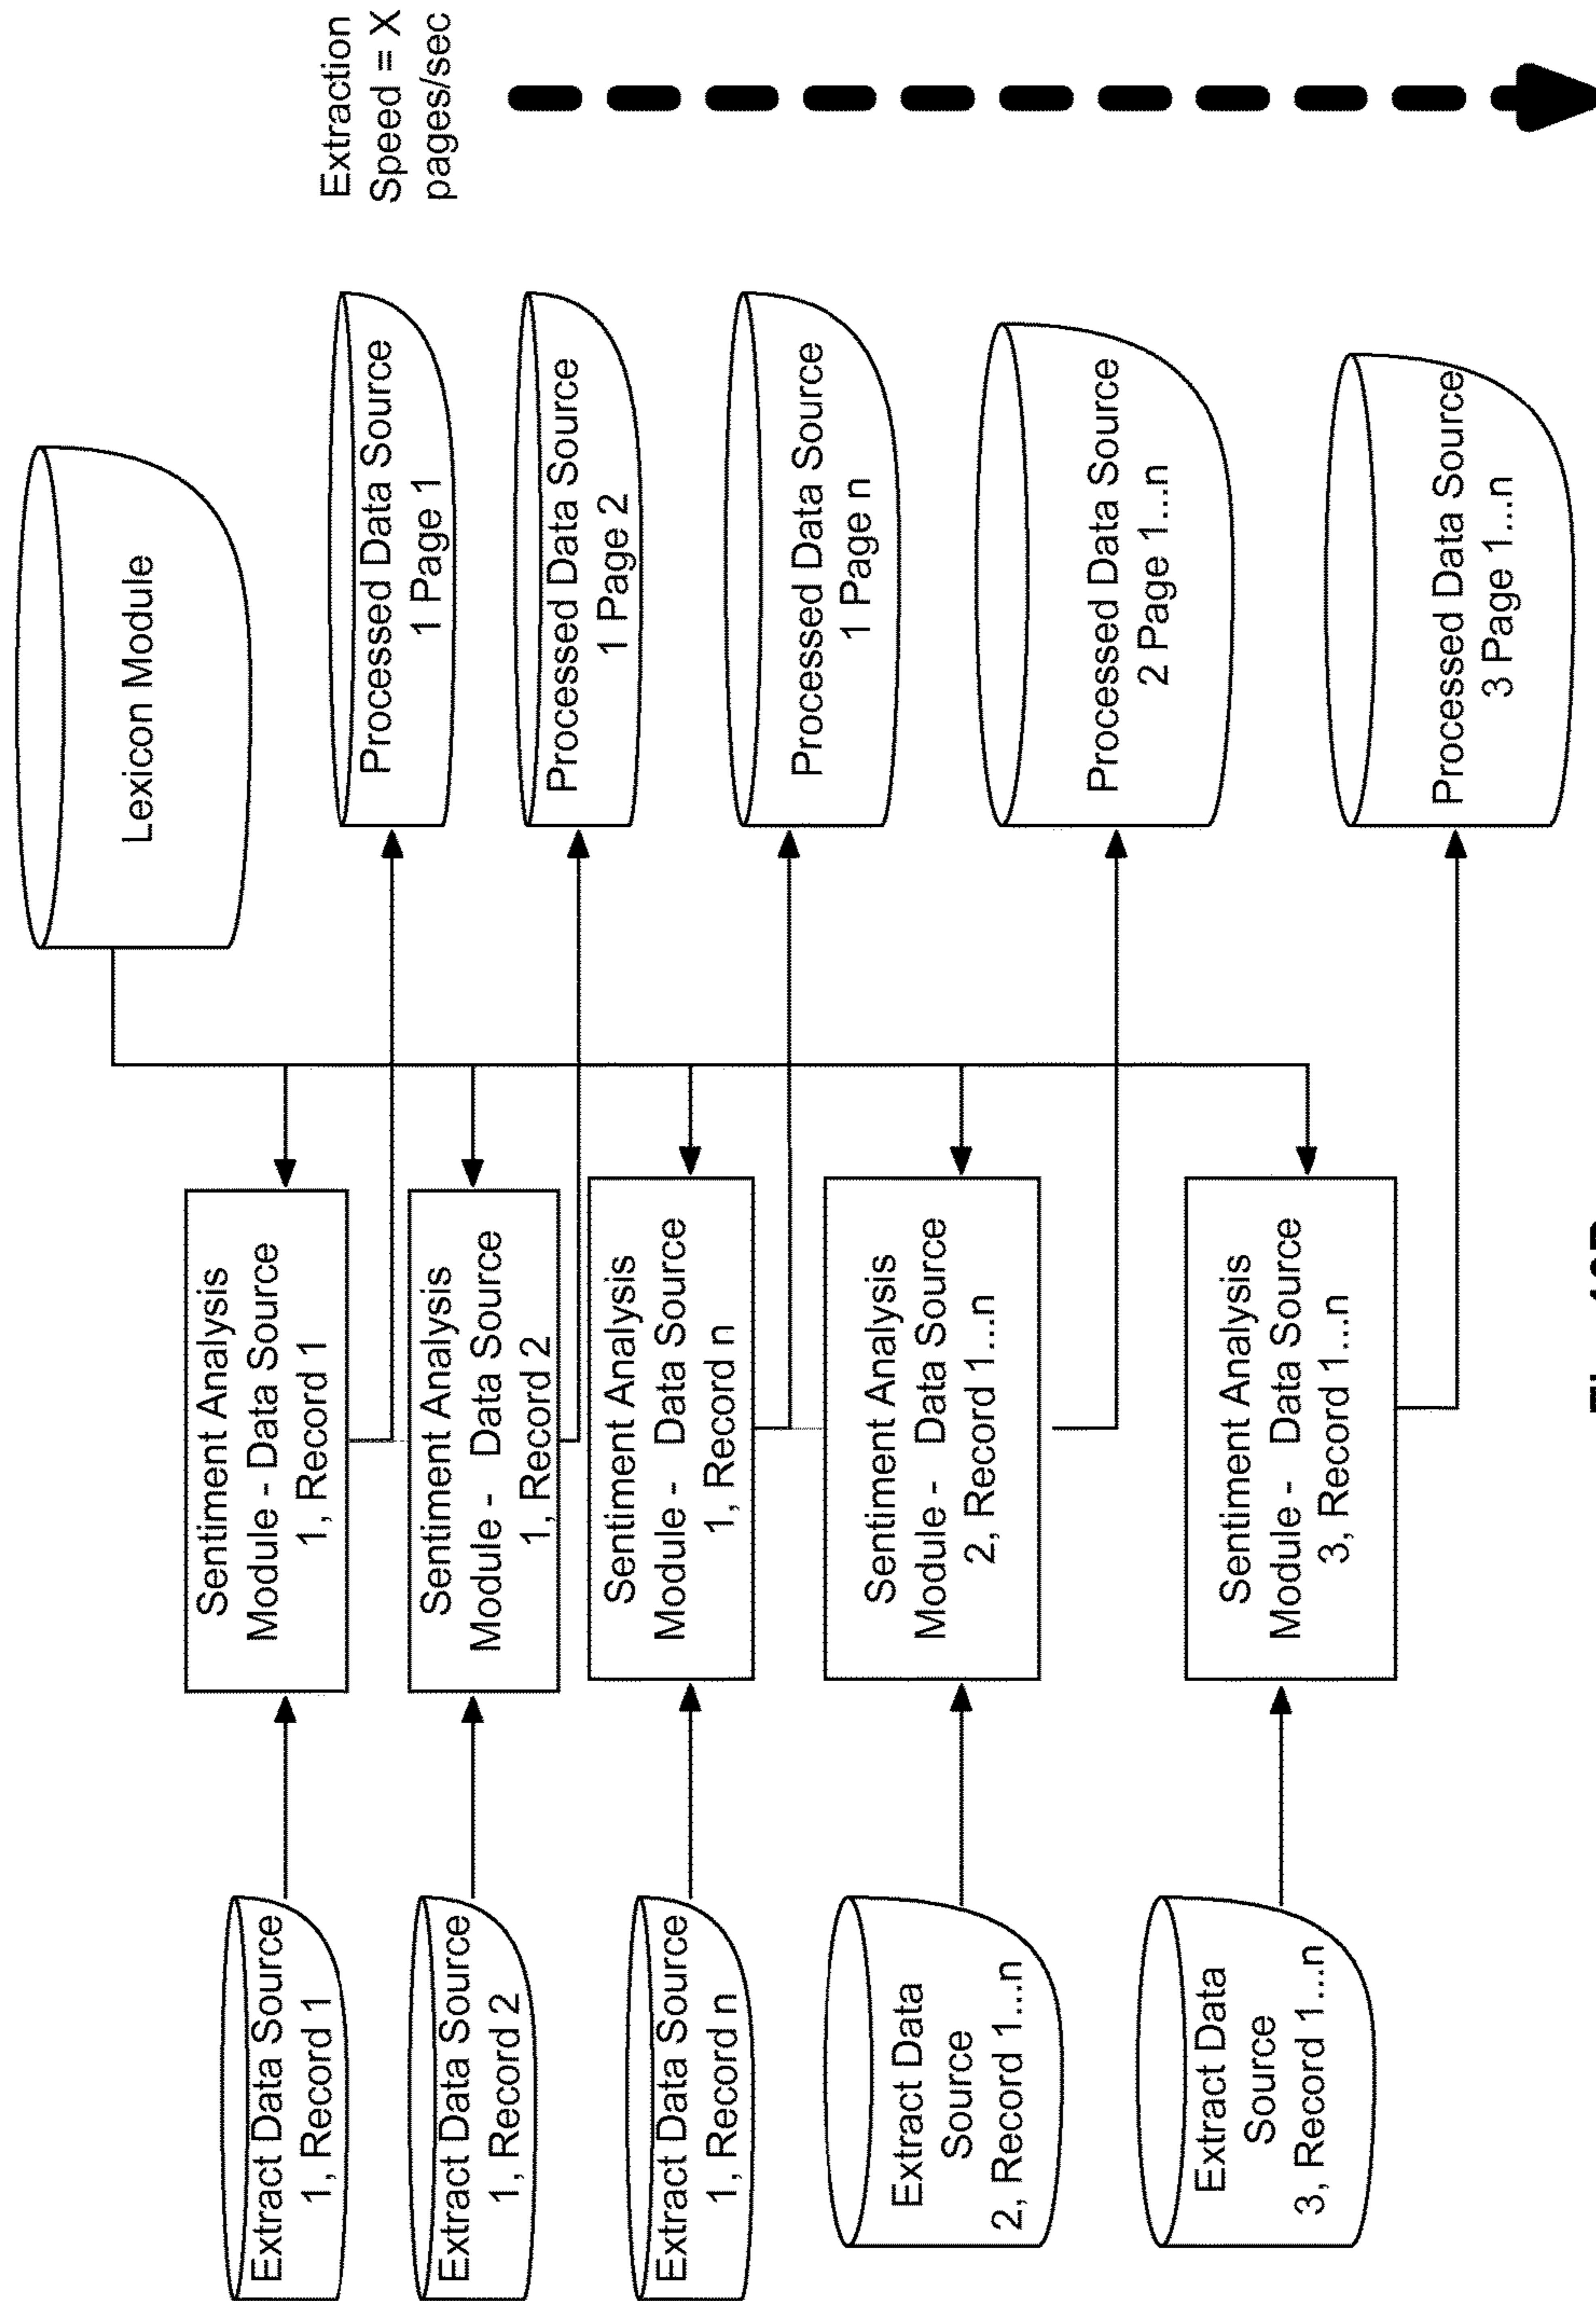 Lexicon Module
Extraction
Speed = X
pages/sec
Extract Data Source
1, Record 1
Sentiment Analysis
Module - Data Source
1, Record 1
Processed Data Source
1 Page 1
Extract Data Source
1, Record 2
Sentiment Analysis
Module - Data Source
1, Record 2
Processed Data Source
1 Page 2
Extract Data Source
1, Record n
Sentiment Analysis
Module - Data Source
1, Record n
Processed Data Source
1 Page n
Extract Data
Source
2, Record 1...n
Sentiment Analysis
Module - Data Source
2, Record 1...n
Processed Data Source
2 Page 1...n
Extract Data
Source
3, Record 1...n
Sentiment Analysis
Module - Data Source
3, Record 1...n
Processed Data Source
3 Page 1...n